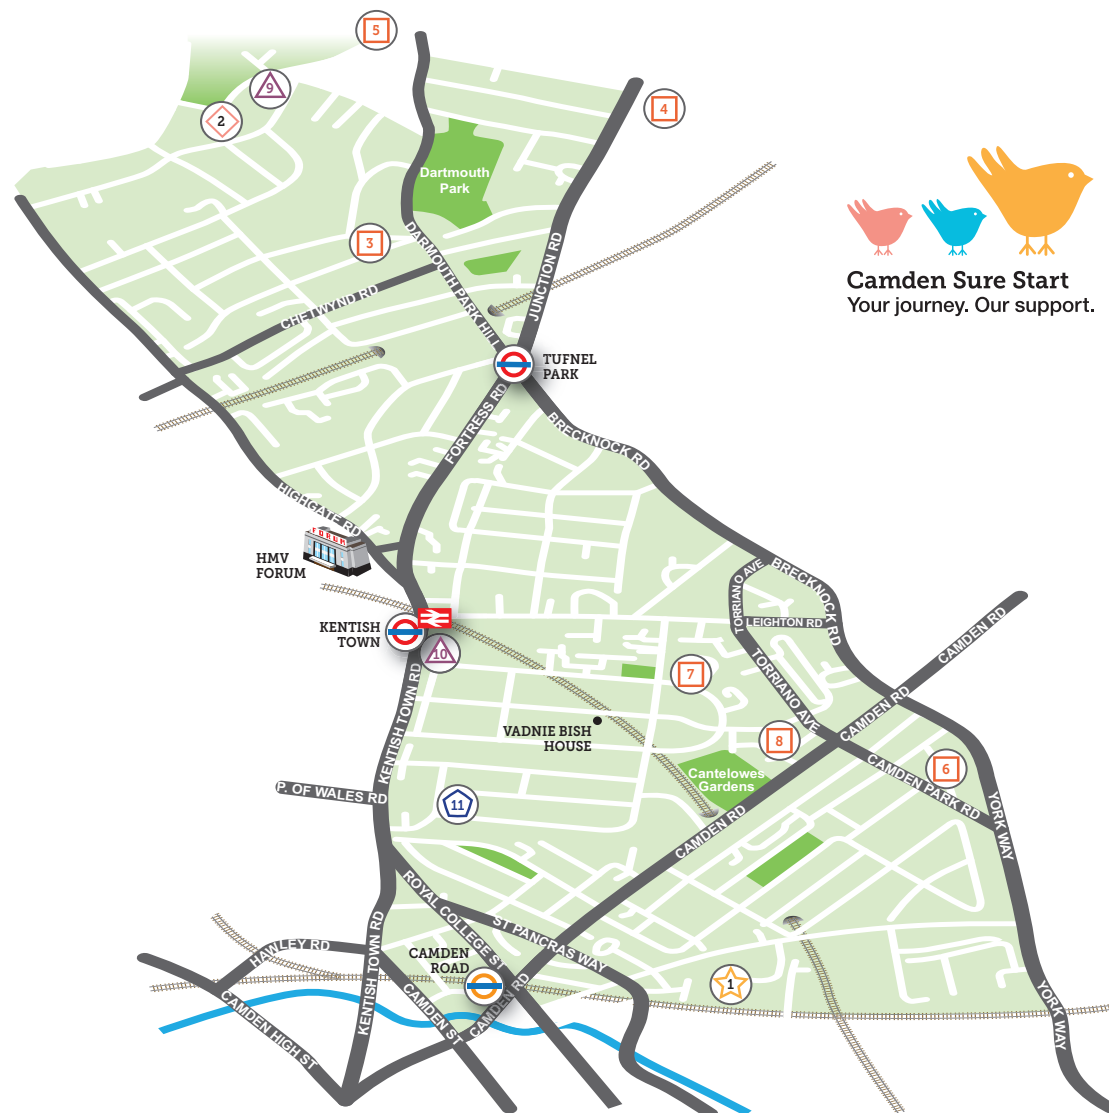 5
9
2
4
Dartmouth
Park
3
DARMOUTH PARK HILL
JUNCTION RD
CHETWYND RD
Camden Sure Start
Your journey. Our support.
TUFNEL
PARK
FORTRESS RD
BRECKNOCK RD
HIGHGATE RD
FORUM
HMV
FORUM
TORRIANO AVE
BRECKNOCK RD
LEIGHTON RD
CAMDEN RD
KENTISH
TOWN
10
KENTISH TOWN RD
7
TORRIANO AVE
CAMDEN RD
VADNIE BISH
HOUSE
8
Cantelowes
Gardens
CAMDEN PARK RD
6
P. OF WALES RD
11
CAMDEN RD
YORK WAY
ROYAL COLLEGE ST
ST PANCRAS WAY
KENTISH TOWN RD
HAWLEY RD
CAMDEN
ROAD
1
CAMDEN HIGH ST
CAMDEN ST
CAMDEN RD
YORK WAY